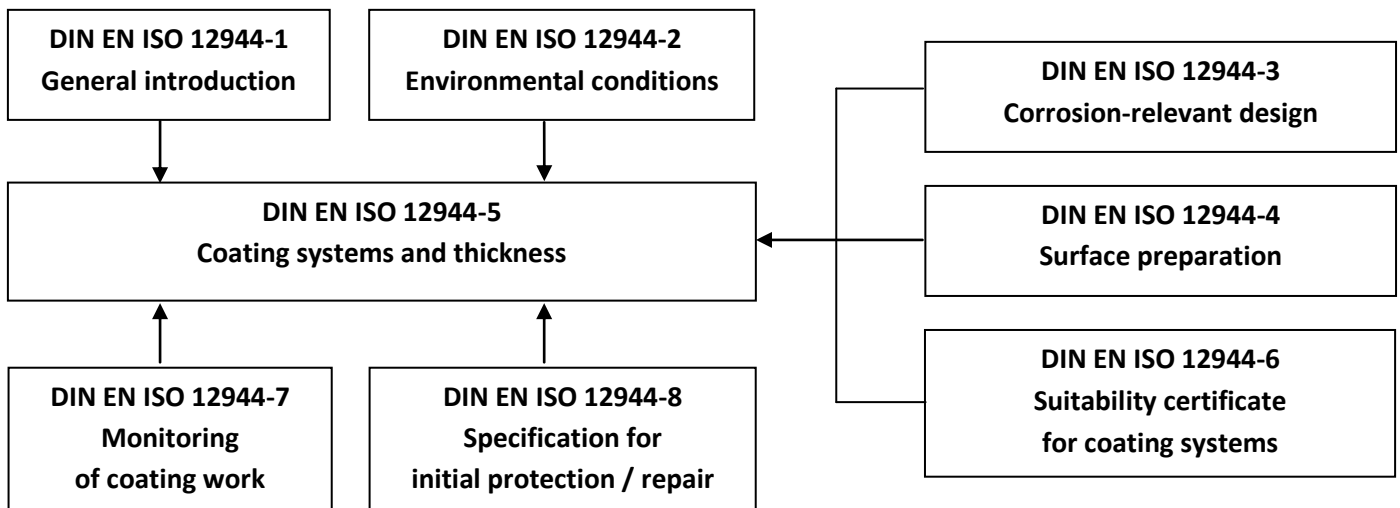 DIN EN ISO 12944-1
General introduction
DIN EN ISO 12944-2
Environmental conditions
DIN EN ISO 12944-3
Corrosion-relevant design
DIN EN ISO 12944-5
Coating systems and thickness
DIN EN ISO 12944-4
Surface preparation
DIN EN ISO 12944-7
Monitoring
of coating work
DIN EN ISO 12944-8
Specification for
initial protection / repair
DIN EN ISO 12944-6
Suitability certificate
for coating systems